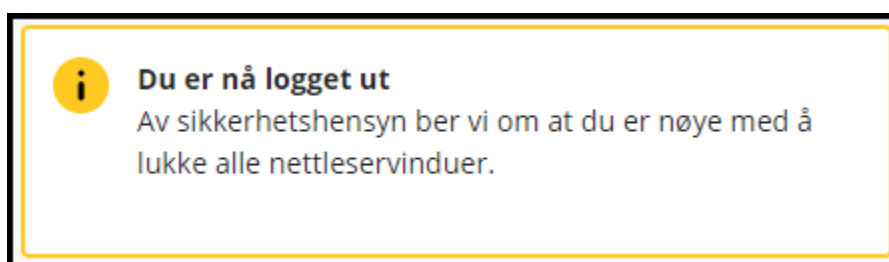 Du er nå logget ut
Av sikkerhetshensyn ber vi om at du er nøye med å
lukke alle nettleservinduer.